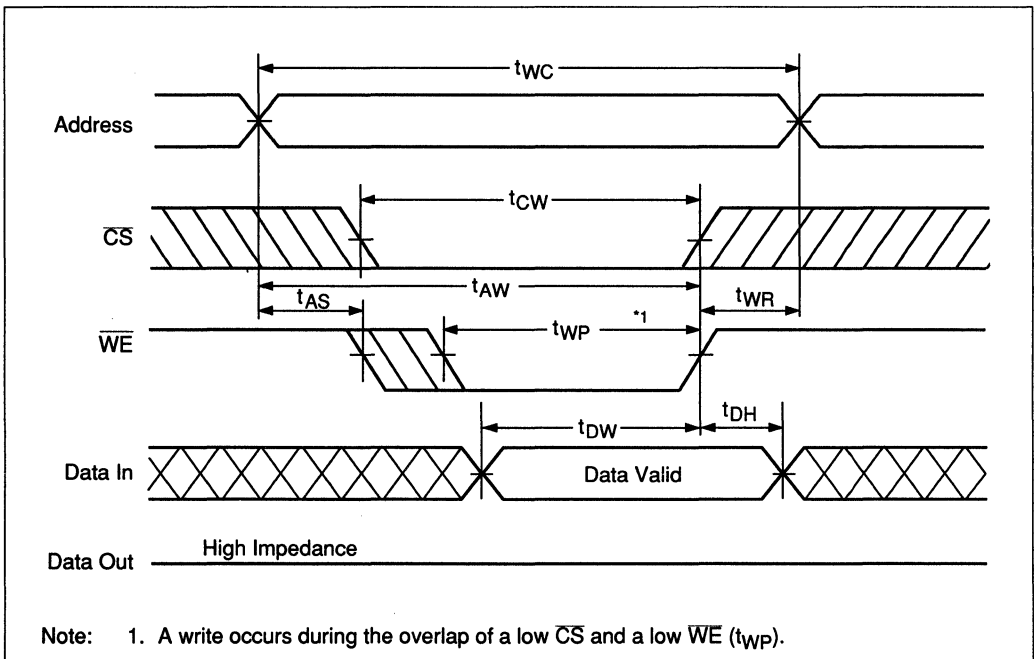 tWC
Address
tCW
CS
tAW
tAS
tWR
WE
tWP *1
tDW
tDH
Data In
Data Valid
High Impedance
Data Out
Note: 1. A write occurs during the overlap of a low CS and a low WE (tWP).